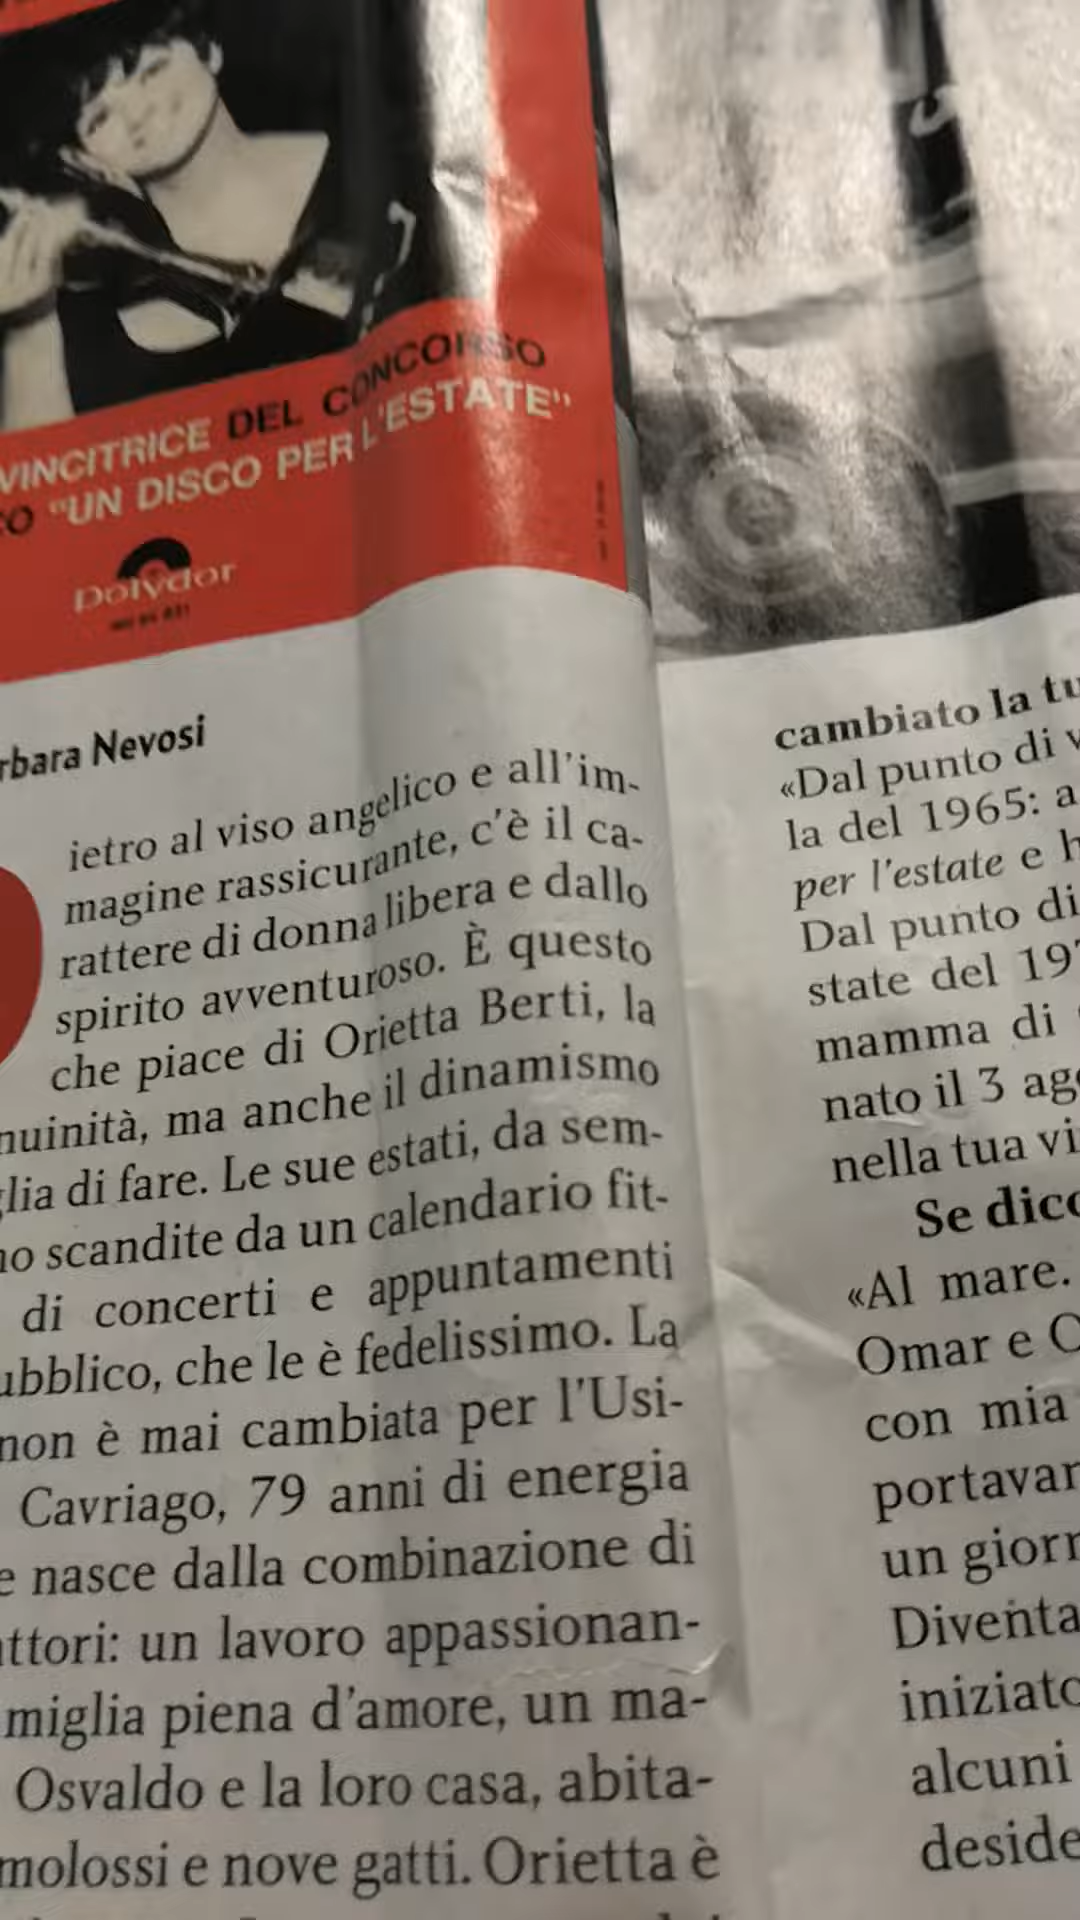 VINCITRICE DEL CONCORSO
"UN DISCO PER L'ESTATE"
Polydor
Nevosi
ietro al viso angelico e all'im-
magine rassicurante, c'è il ca-
rattere di donna libera e dallo
spirito avventuroso. È questo
che piace di Orietta Berti, la
nuinità, ma anche il dinamismo
glia di fare. Le sue estati, da sem-
no scandite da un calendario fit-
di concerti e appuntamenti
ubblico, che le è fedelissimo. La
non è mai cambiata per l'Usi-
Cavriago, 79 anni di energia
e nasce dalla combinazione di
ttori: un lavoro appassionan-
miglia piena d'amore, un ma-
Osvaldo e la loro casa, abita-
molossi e nove gatti. Orietta è
cambiato la tu
«Dal punto di v
la del 1965: a
per l'estate e h
Dal punto di
state del 197
mamma di
nato il 3 ag
nella tua vi
Se dico
«Al mare.
Omar e O
con mia
portavan
un giorn
Diventa
iniziato
alcuni
deside